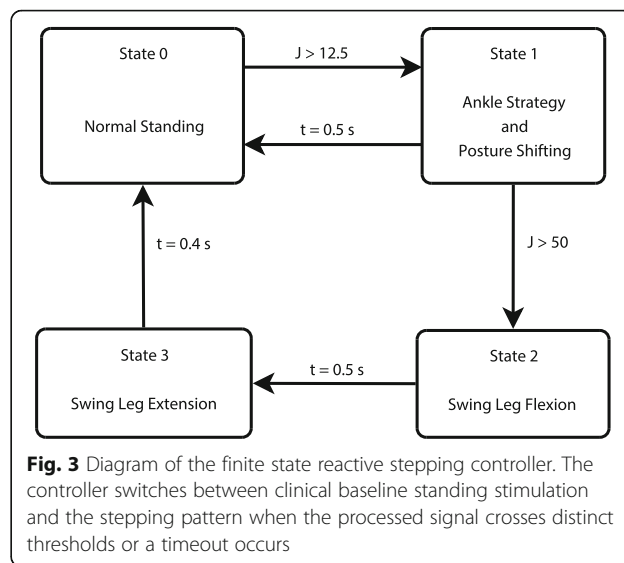 State 0
Normal Standing
J > 12.5
State 1
Ankle Strategy
and
Posture Shifting
t = 0.5 s
t = 0.4 s
J > 50
State 3
Swing Leg Extension
t = 0.5 s
State 2
Swing Leg Flexion
Fig. 3 Diagram of the finite state reactive stepping controller. The
controller switches between clinical baseline standing stimulation
and the stepping pattern when the processed signal crosses distinct
thresholds or a timeout occurs